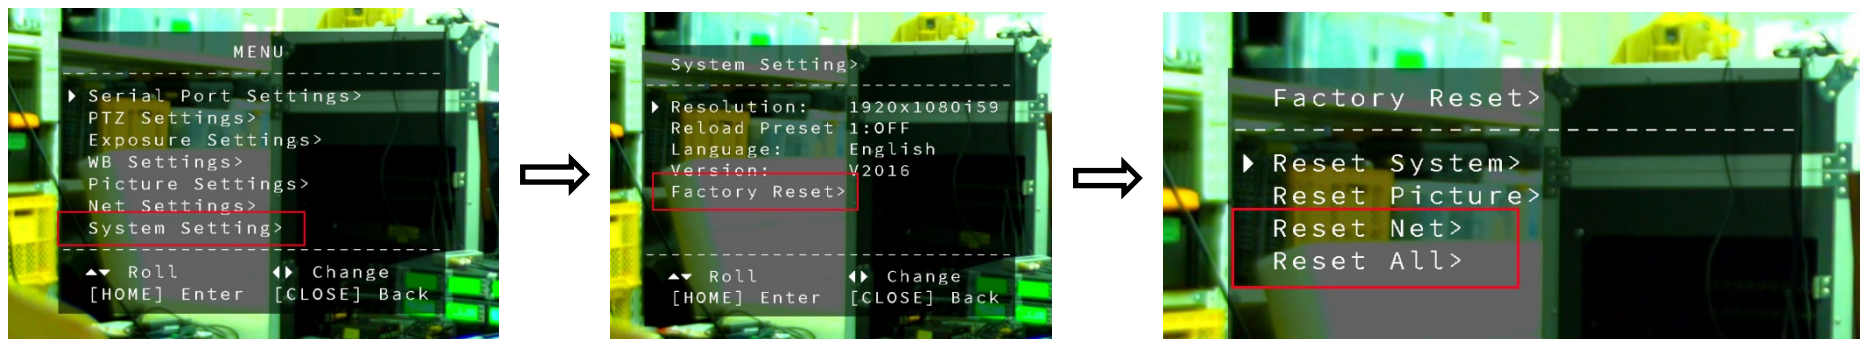 MENU
Serial Port Settings>
PTZ Settings>
Exposure Settings>
WB Settings>
Picture Settings>
Net Settings>
System Setting>
▲▼ Roll ◀▶ Change
[HOME] Enter [CLOSE] Back
System Setting>
Resolution: 1920x1080i59
Reload Preset 1:OFF
Language: English
Version: V2016
Factory Reset>
▲▼ Roll ◀▶ Change
[HOME] Enter [CLOSE] Back
Factory Reset>
Reset System>
Reset Picture>
Reset Net>
Reset All>